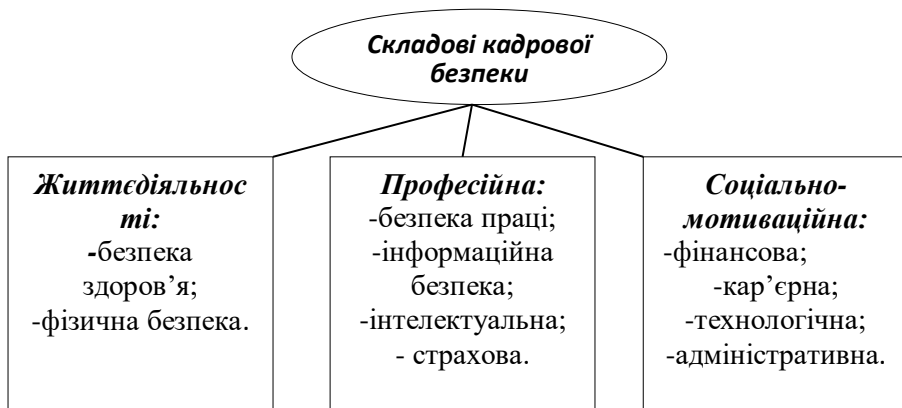 Складові кадрової
безпеки
Життєдіяльнос
ті:
-безпека
здоров’я;
-фізична безпека.
Професійна:
-безпека праці;
-інформаційна
безпека;
-інтелектуальна;
- страхова.
Соціально-
мотиваційна:
-фінансова;
-кар’єрна;
-технологічна;
-адміністративна.